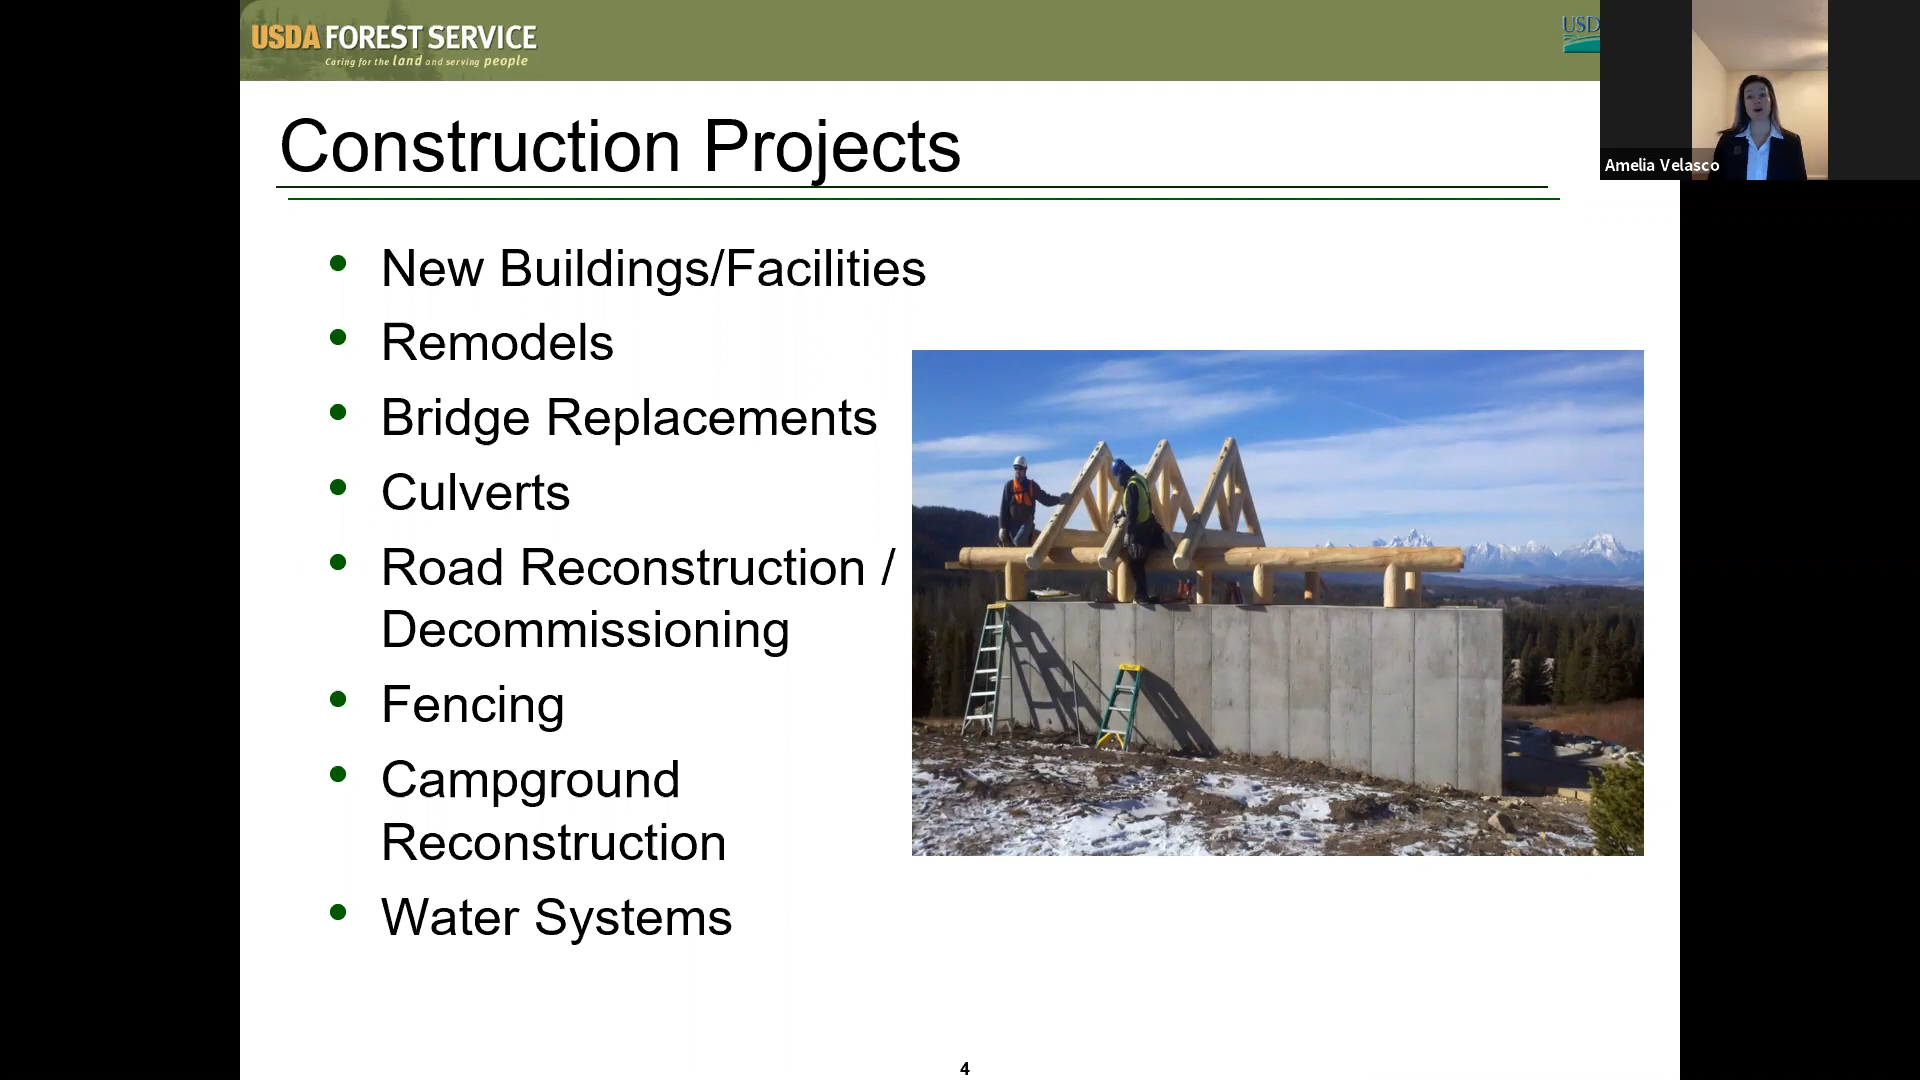 USDA FOREST SERVICE
Caring for the land and serving people
USD
Amelia Velasco
Construction Projects
• New Buildings/Facilities
• Remodels
• Bridge Replacements
• Culverts
• Road Reconstruction /
Decommissioning
• Fencing
• Campground
Reconstruction
• Water Systems
4